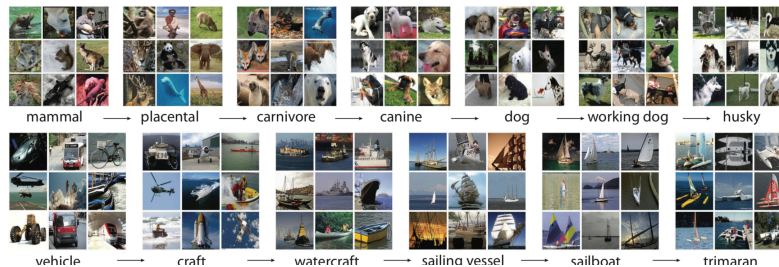 mammal → placental → carnivore → canine → dog → working dog → husky
vehicle → craft → watercraft → sailing vessel → sailboat → trimaran